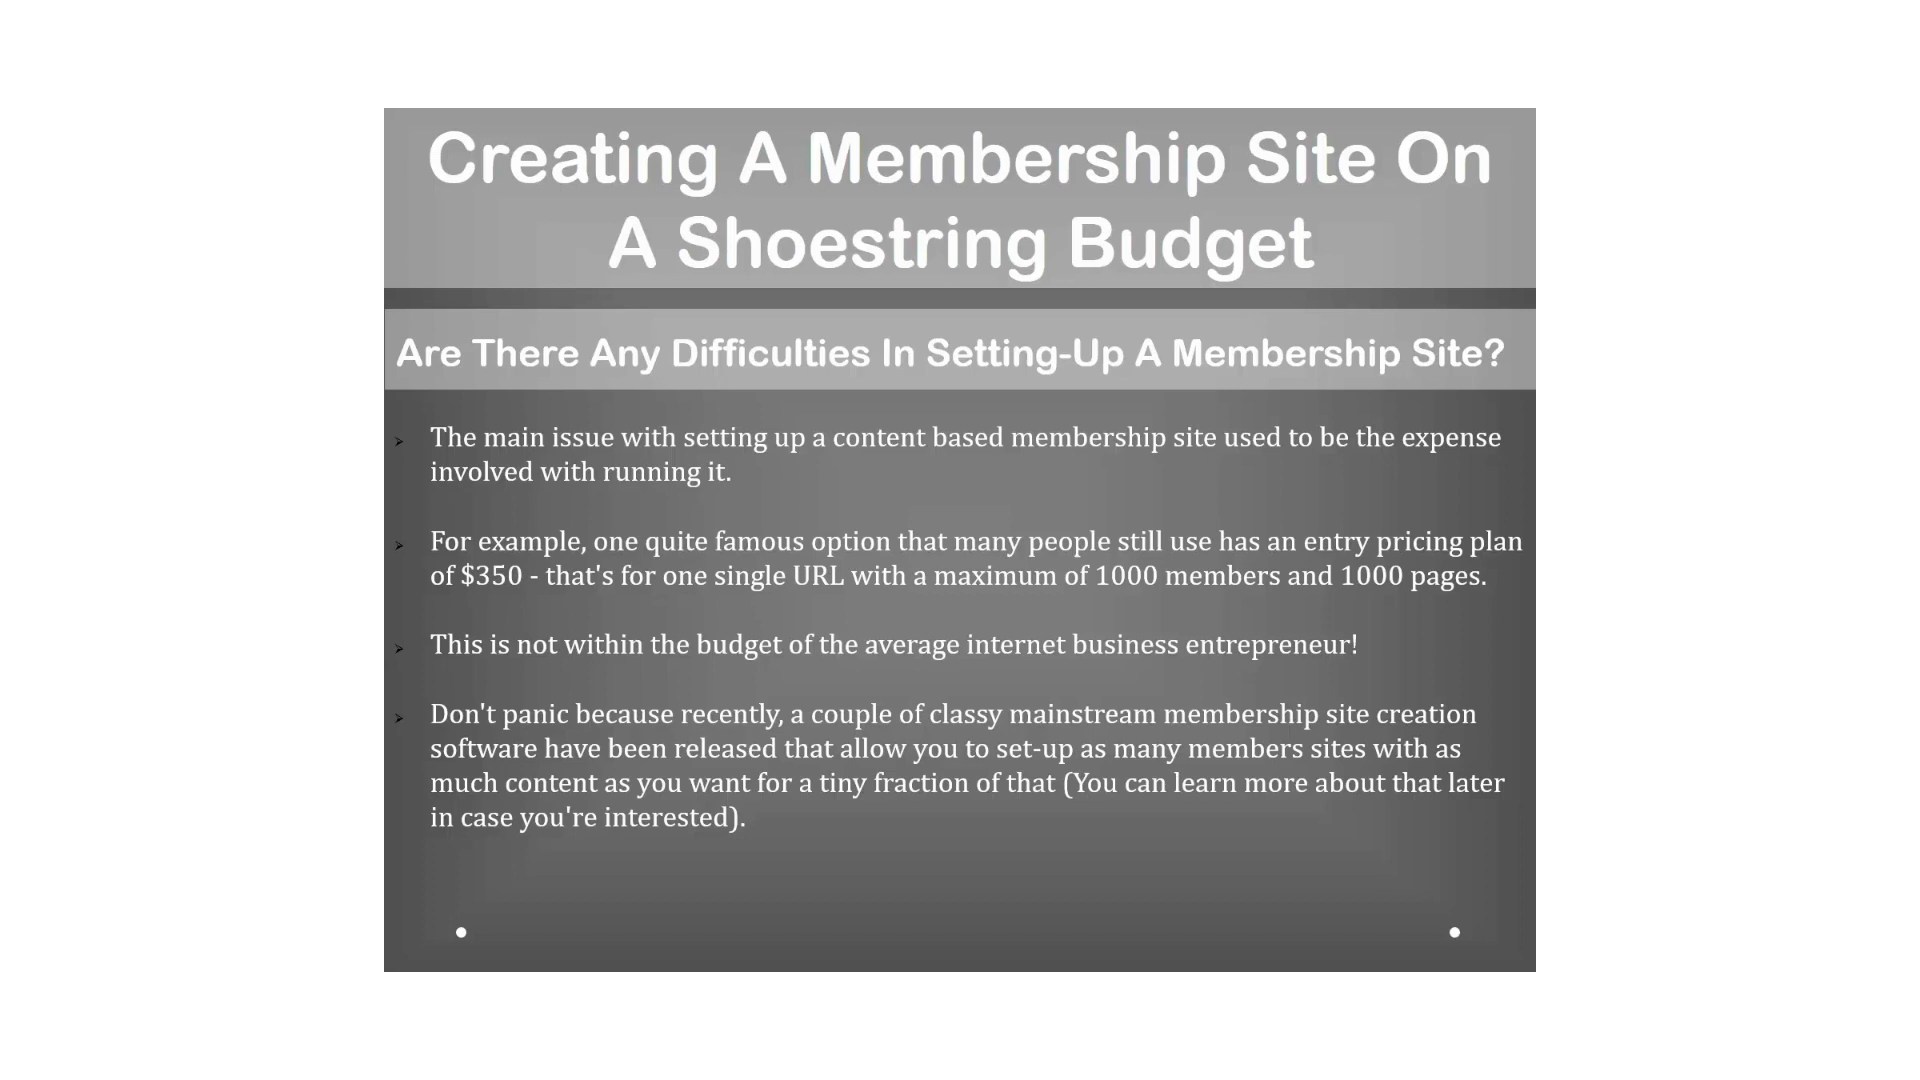 Creating A Membership Site On
A Shoestring Budget
Are There Any Difficulties In Setting-Up A Membership Site?
The main issue with setting up a content based membership site used to be the expense
involved with running it.
For example, one quite famous option that many people still use has an entry pricing plan
of $350 - that's for one single URL with a maximum of 1000 members and 1000 pages.
This is not within the budget of the average internet business entrepreneur!
Don't panic because recently, a couple of classy mainstream membership site creation
software have been released that allow you to set-up as many members sites with as
much content as you want for a tiny fraction of that (You can learn more about that later
in case you're interested).